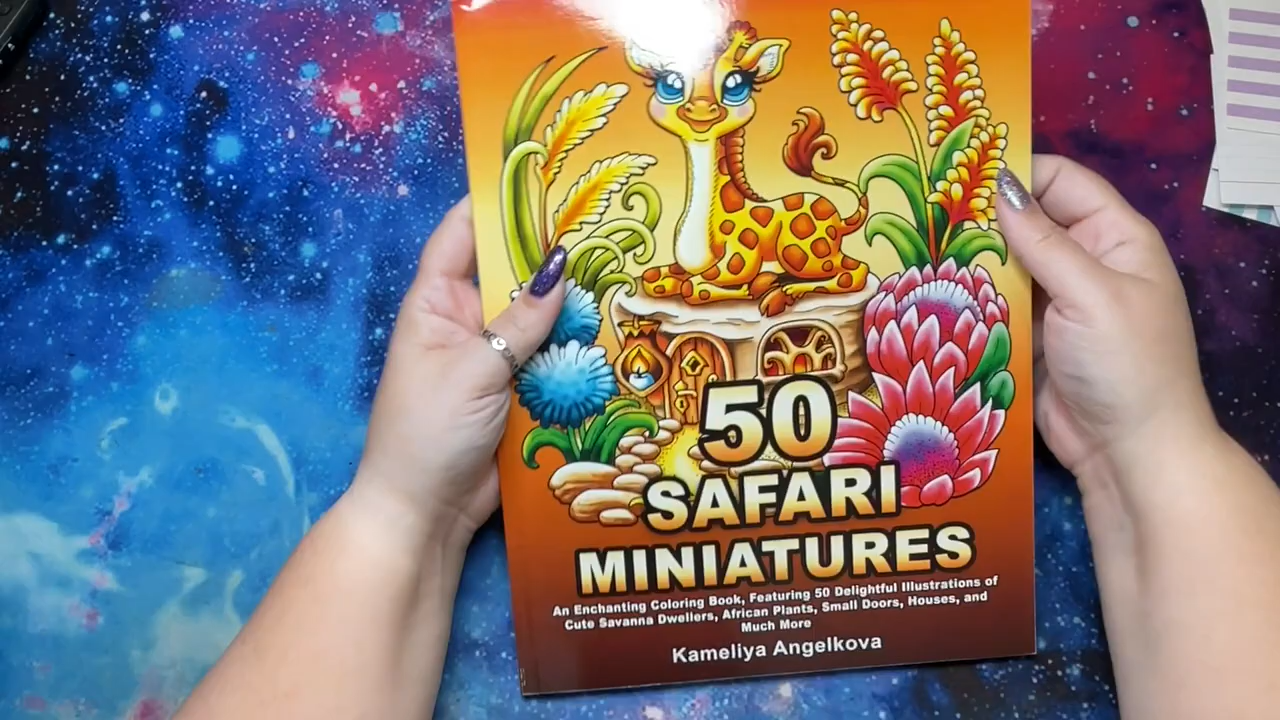 50
SAFARI
MINIATURES
An Enchanting Coloring Book, Featuring 50 Delightful Illustrations of
Cute Savanna Dwellers, African Plants, Small Doors, Houses, and
Much More
Kameliya Angelkova